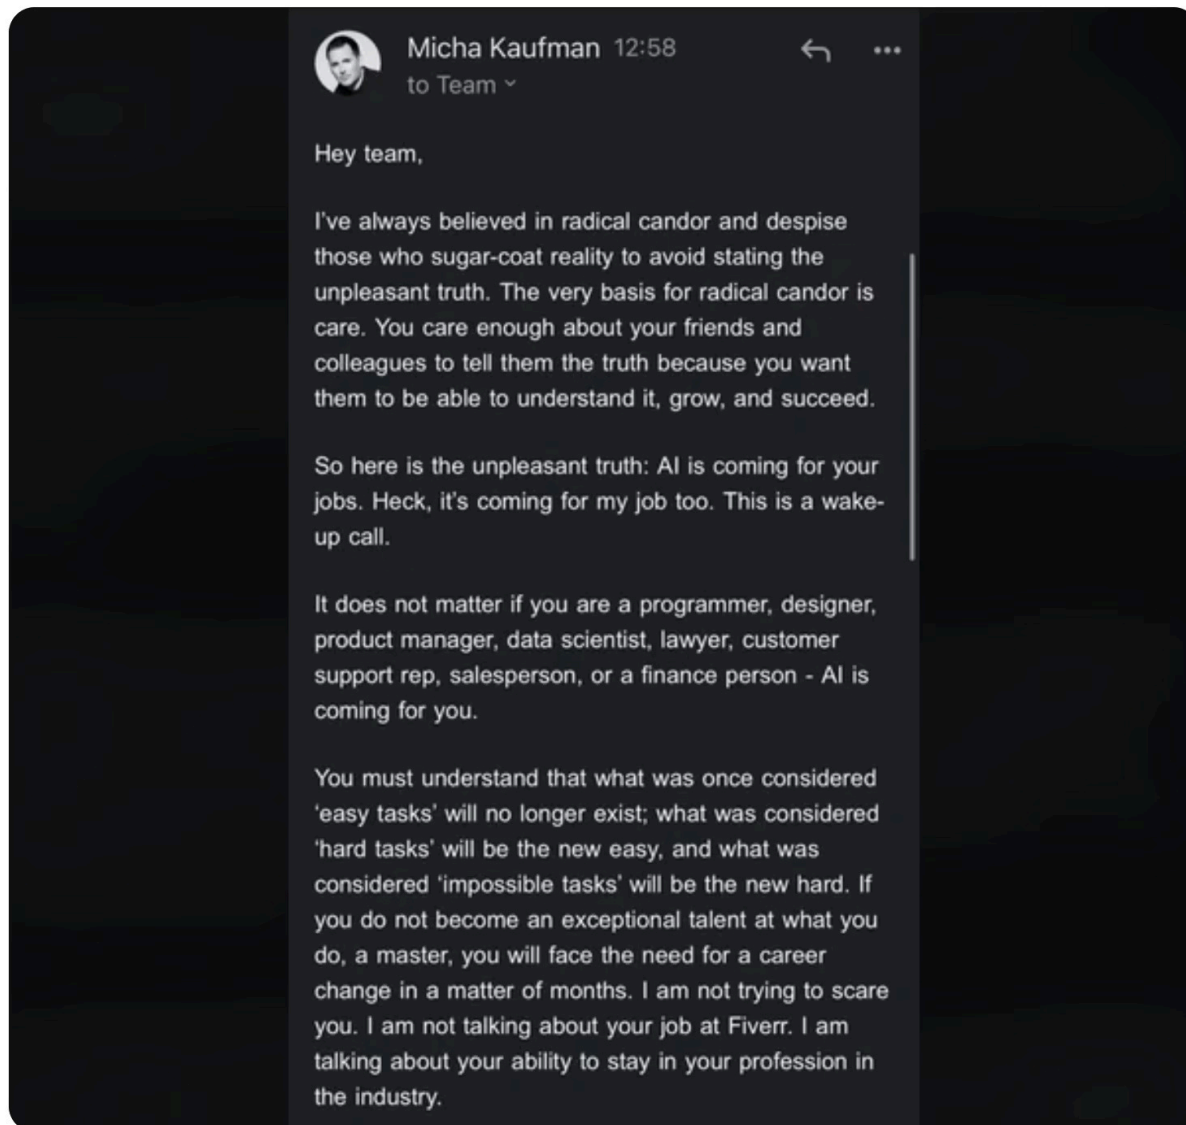 Micha Kaufman 12:58
to Team
Hey team,
I've always believed in radical candor and despise
those who sugar-coat reality to avoid stating the
unpleasant truth. The very basis for radical candor is
care. You care enough about your friends and
colleagues to tell them the truth because you want
them to be able to understand it, grow, and succeed.
So here is the unpleasant truth: AI is coming for your
jobs. Heck, it's coming for my job too. This is a wake-
up call.
It does not matter if you are a programmer, designer,
product manager, data scientist, lawyer, customer
support rep, salesperson, or a finance person - AI is
coming for you.
You must understand that what was once considered
‘easy tasks’ will no longer exist; what was considered
‘hard tasks’ will be the new easy, and what was
considered ‘impossible tasks’ will be the new hard. If
you do not become an exceptional talent at what you
do, a master, you will face the need for a career
change in a matter of months. I am not trying to scare
you. I am not talking about your job at Fiverr. I am
talking about your ability to stay in your profession in
the industry.